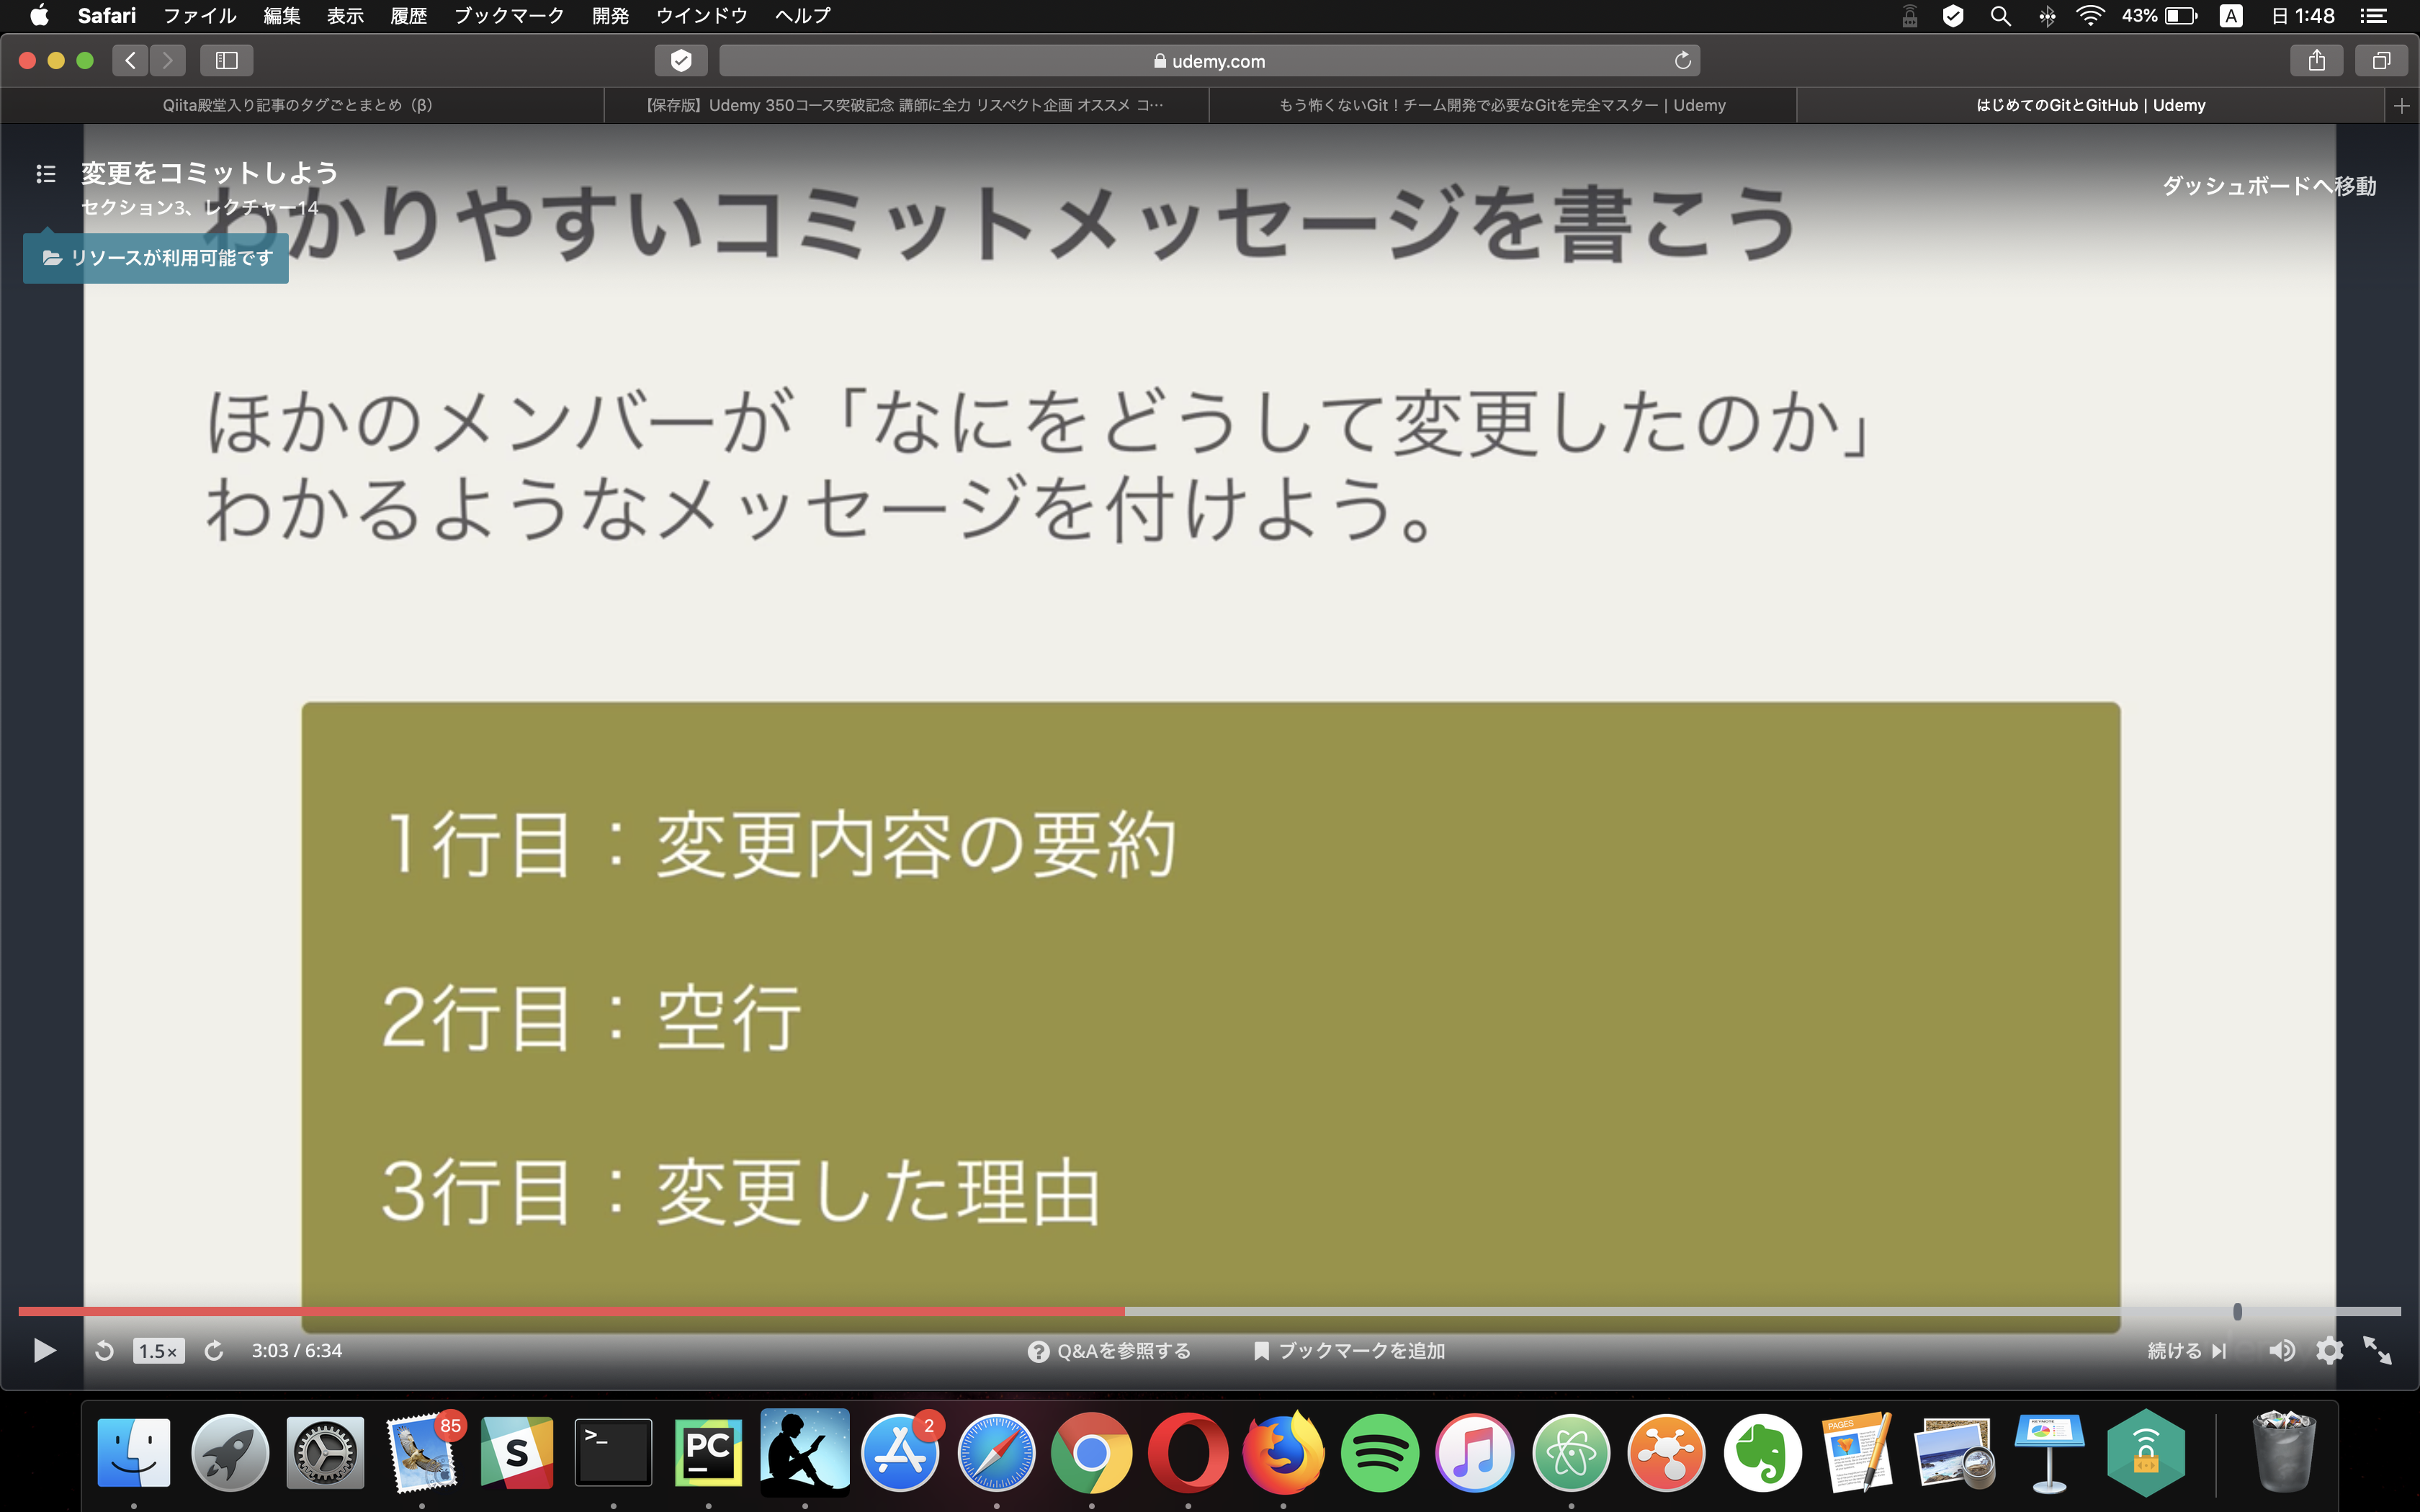 Safari ファイル 編集 表示 履歴 ブックマーク 開発 ウインドウ ヘルプ 43% A 日 1:48
udemy.com
Qiita殿堂入り記事のタグごとまとめ（β） 【保存版】Udemy 350コース突破記念 講師に全力 リスペクト企画 オススメ コ… もう怖くないGit！チーム開発で必要なGitを完全マスター | Udemy はじめてのGitとGitHub | Udemy
変更をコミットしよう
ダッシュボードへ移動
セクション3、レクチャー14
わかりやすいコミットメッセージを書こう
リソースが利用可能です
ほかのメンバーが「なにをどうして変更したのか」
わかるようなメッセージを付けよう。
1行目：変更内容の要約
2行目：空行
3行目：変更した理由
1.5× 3:03 / 6:34 Q&Aを参照する ブックマークを追加 続ける
85 S >_ PC 2 PAGES KEYNOTE